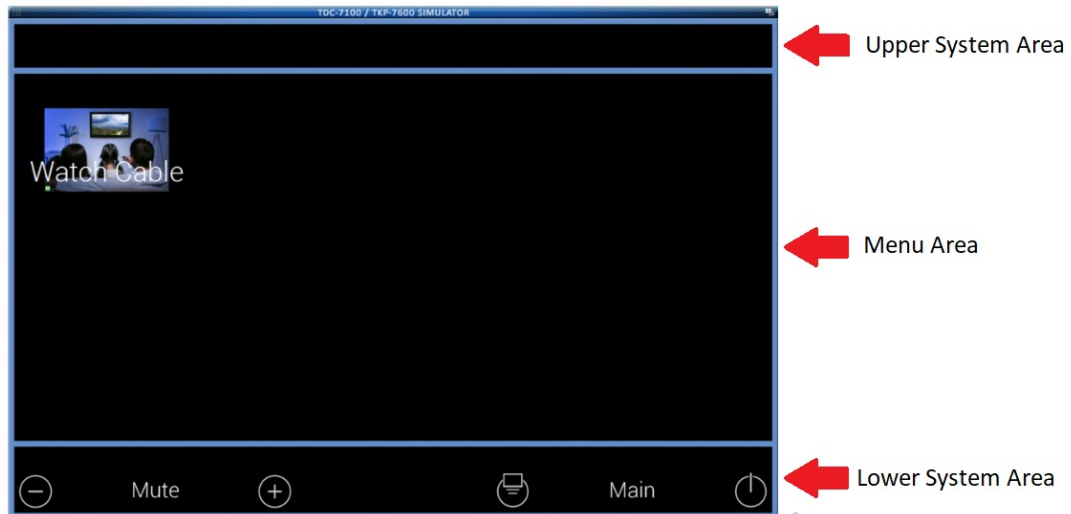 TDC-7100 / TKP-7600 SIMULATOR
Upper System Area
Watch Cable
Menu Area
Lower System Area
Mute
Main